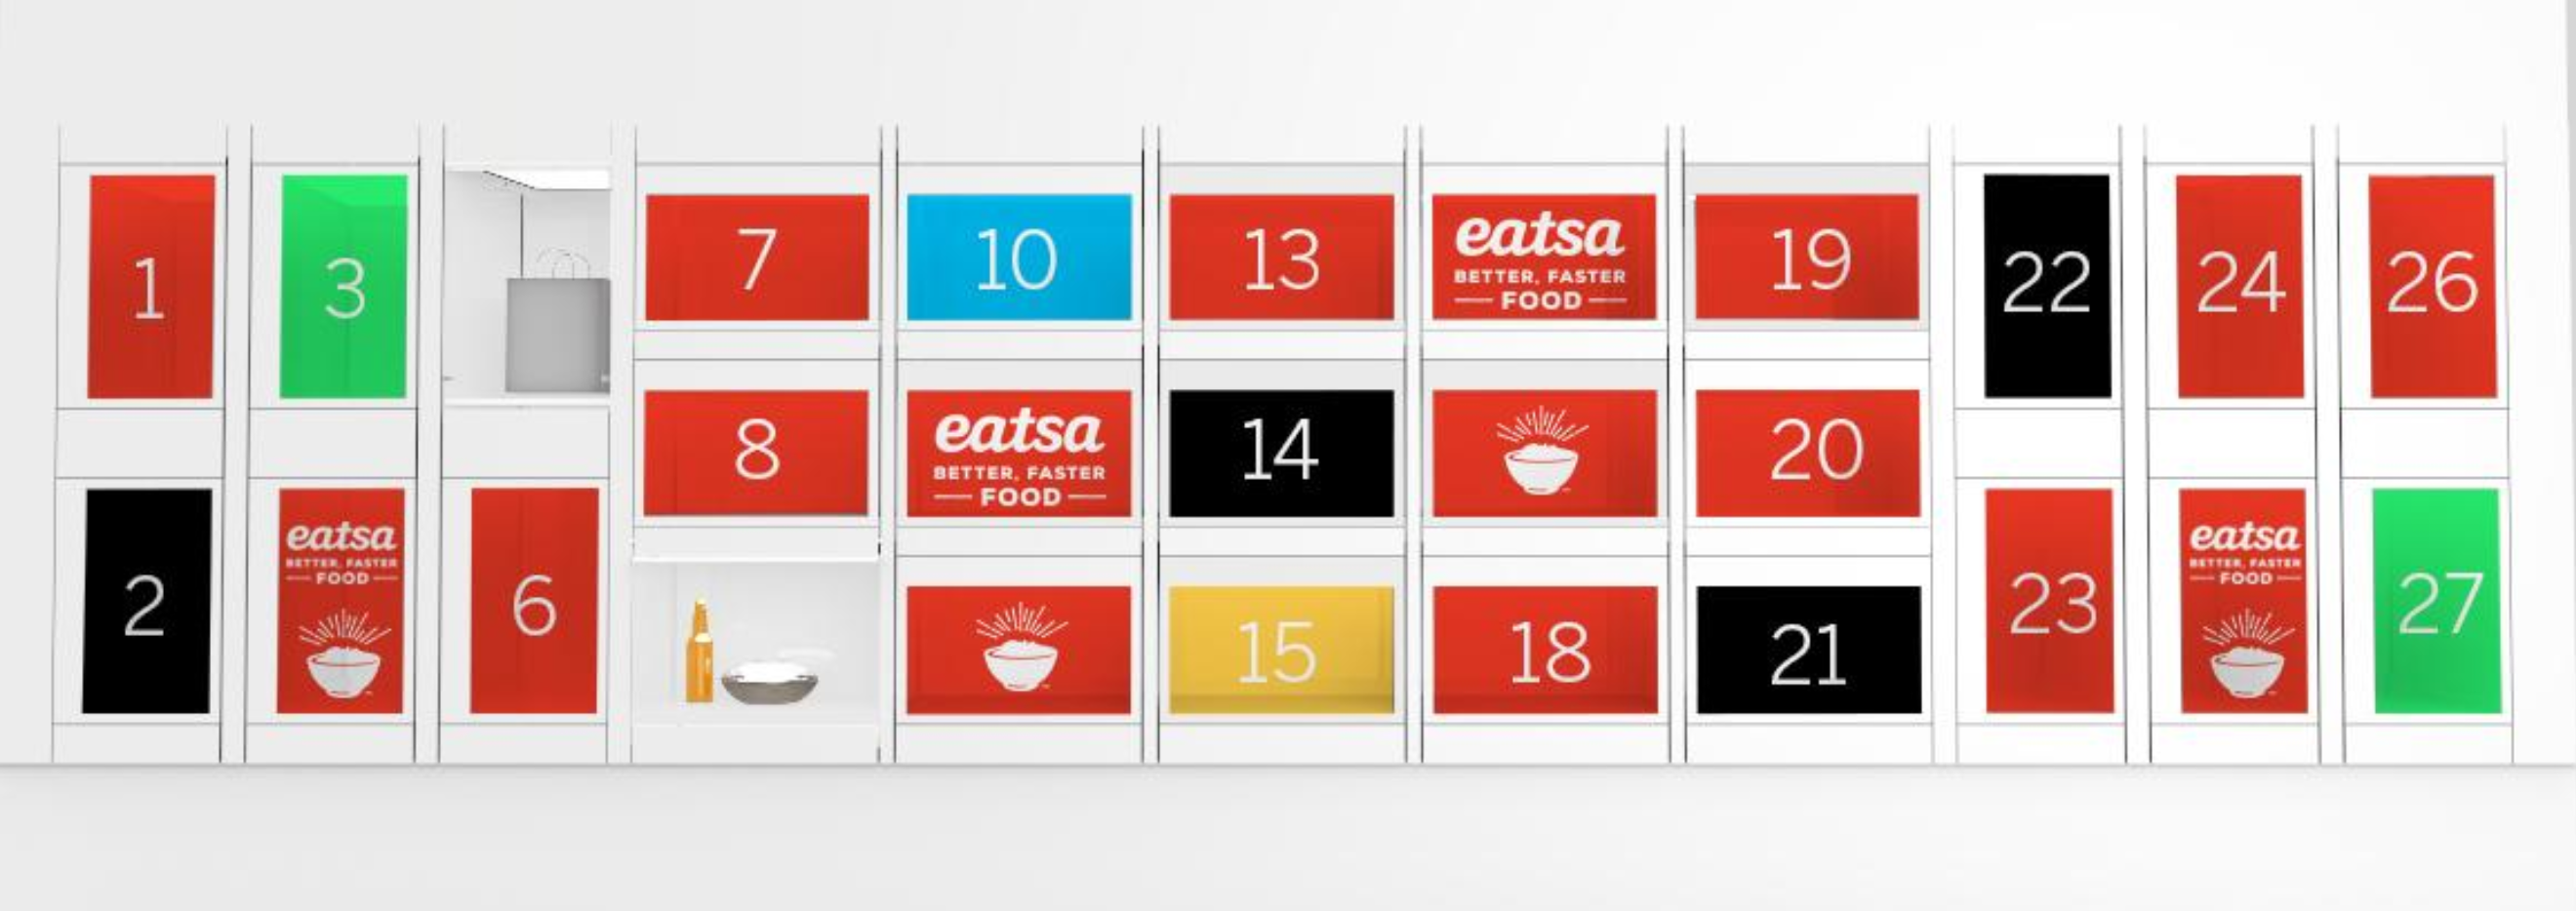 1
2
3
eatsa
BETTER, FASTER
FOOD
6
7
8
10
eatsa
BETTER, FASTER
FOOD
13
14
15
eatsa
BETTER, FASTER
FOOD
18
19
20
21
22
23
24
eatsa
BETTER, FASTER
FOOD
26
27